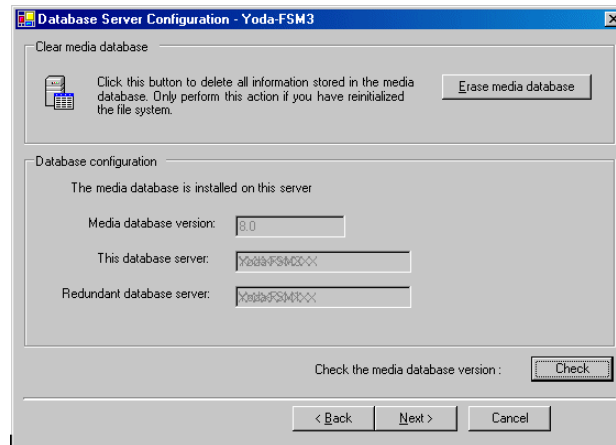 Database Server Configuration - Yoda-FSM3
Clear media database
Click this button to delete all information stored in the media
database. Only perform this action if you have reinitialized
the file system.
Erase media database
Database configuration
The media database is installed on this server
Media database version:
8.0
This database server:
Redundant database server:
Check the media database version :
Check
< Back
Next >
Cancel